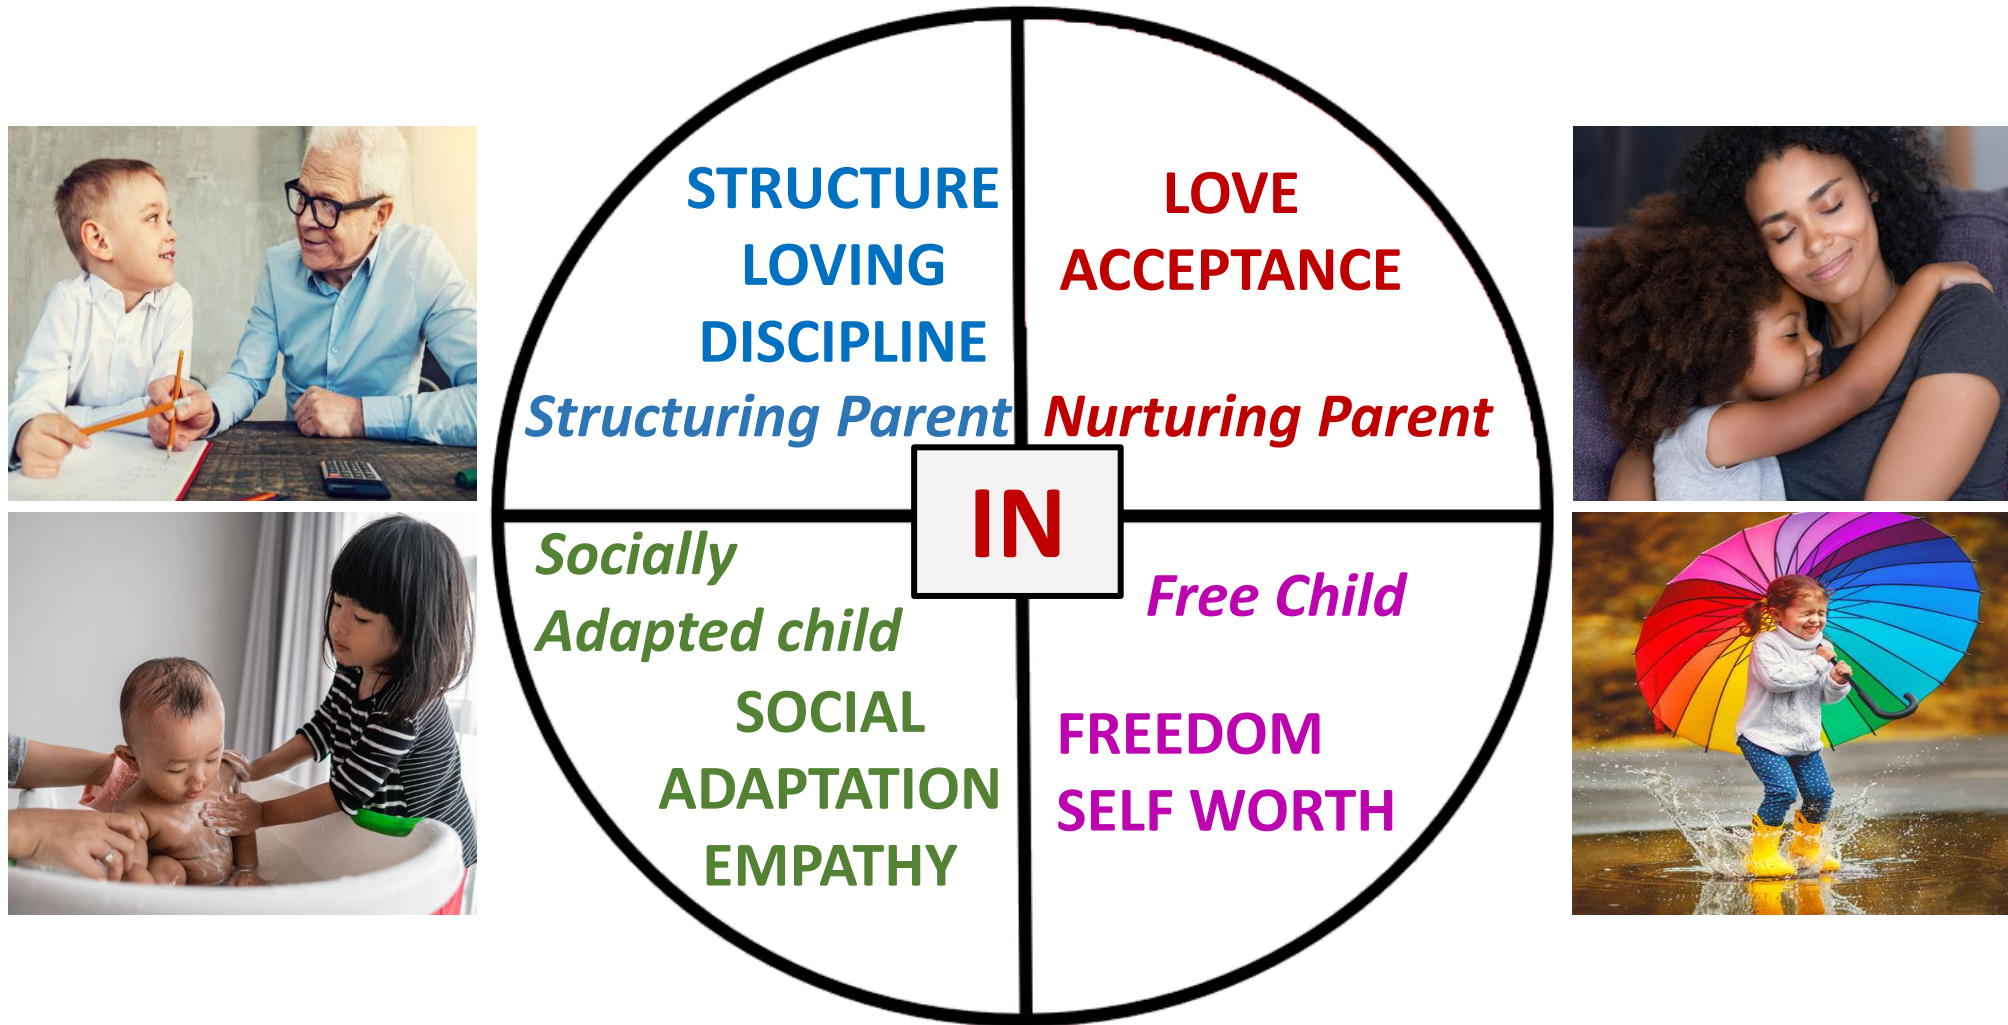 STRUCTURE
LOVING
DISCIPLINE
Structuring Parent
LOVE
ACCEPTANCE
Nurturing Parent
IN
Socially
Adapted child
SOCIAL
ADAPTATION
EMPATHY
Free Child
FREEDOM
SELF WORTH